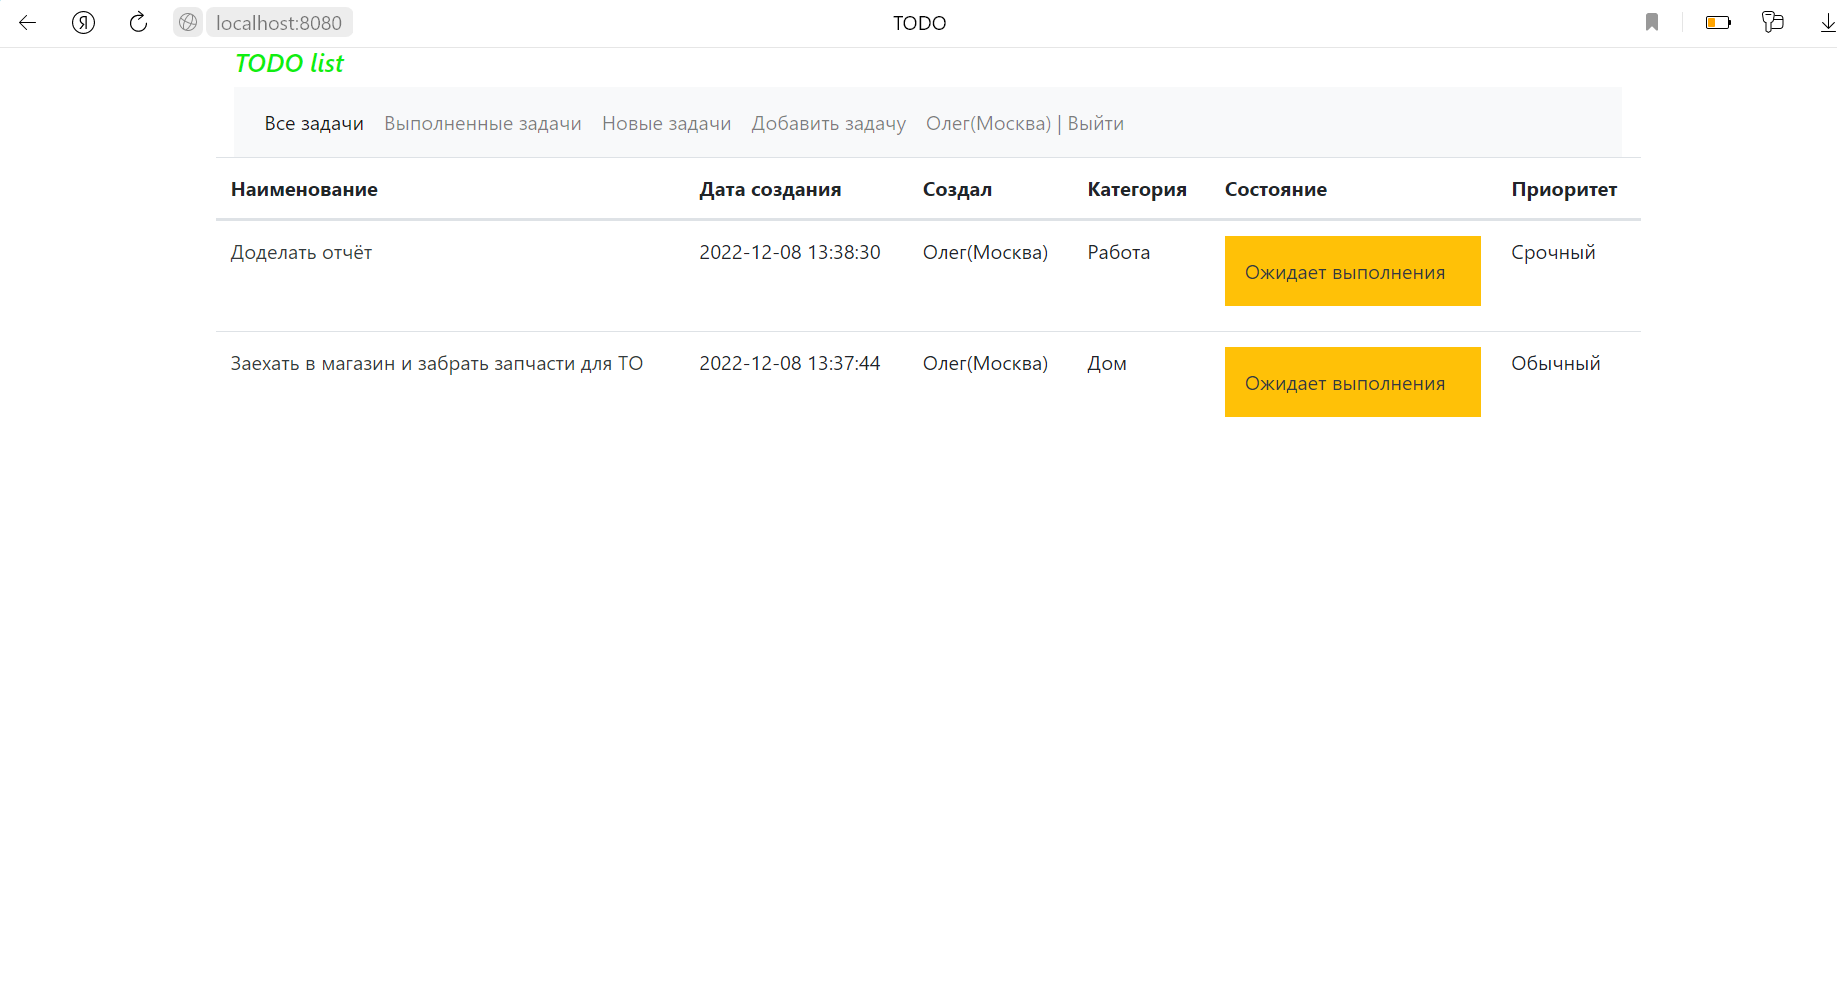 localhost:8080 TODO
TODO list
Все задачи Выполненные задачи Новые задачи Добавить задачу Олег(Москва) | Выйти
Наименование Дата создания Создал Категория Состояние Приоритет
Доделать отчёт 2022-12-08 13:38:30 Олег(Москва) Работа Ожидает выполнения Срочный
Заехать в магазин и забрать запчасти для ТО 2022-12-08 13:37:44 Олег(Москва) Дом Ожидает выполнения Обычный